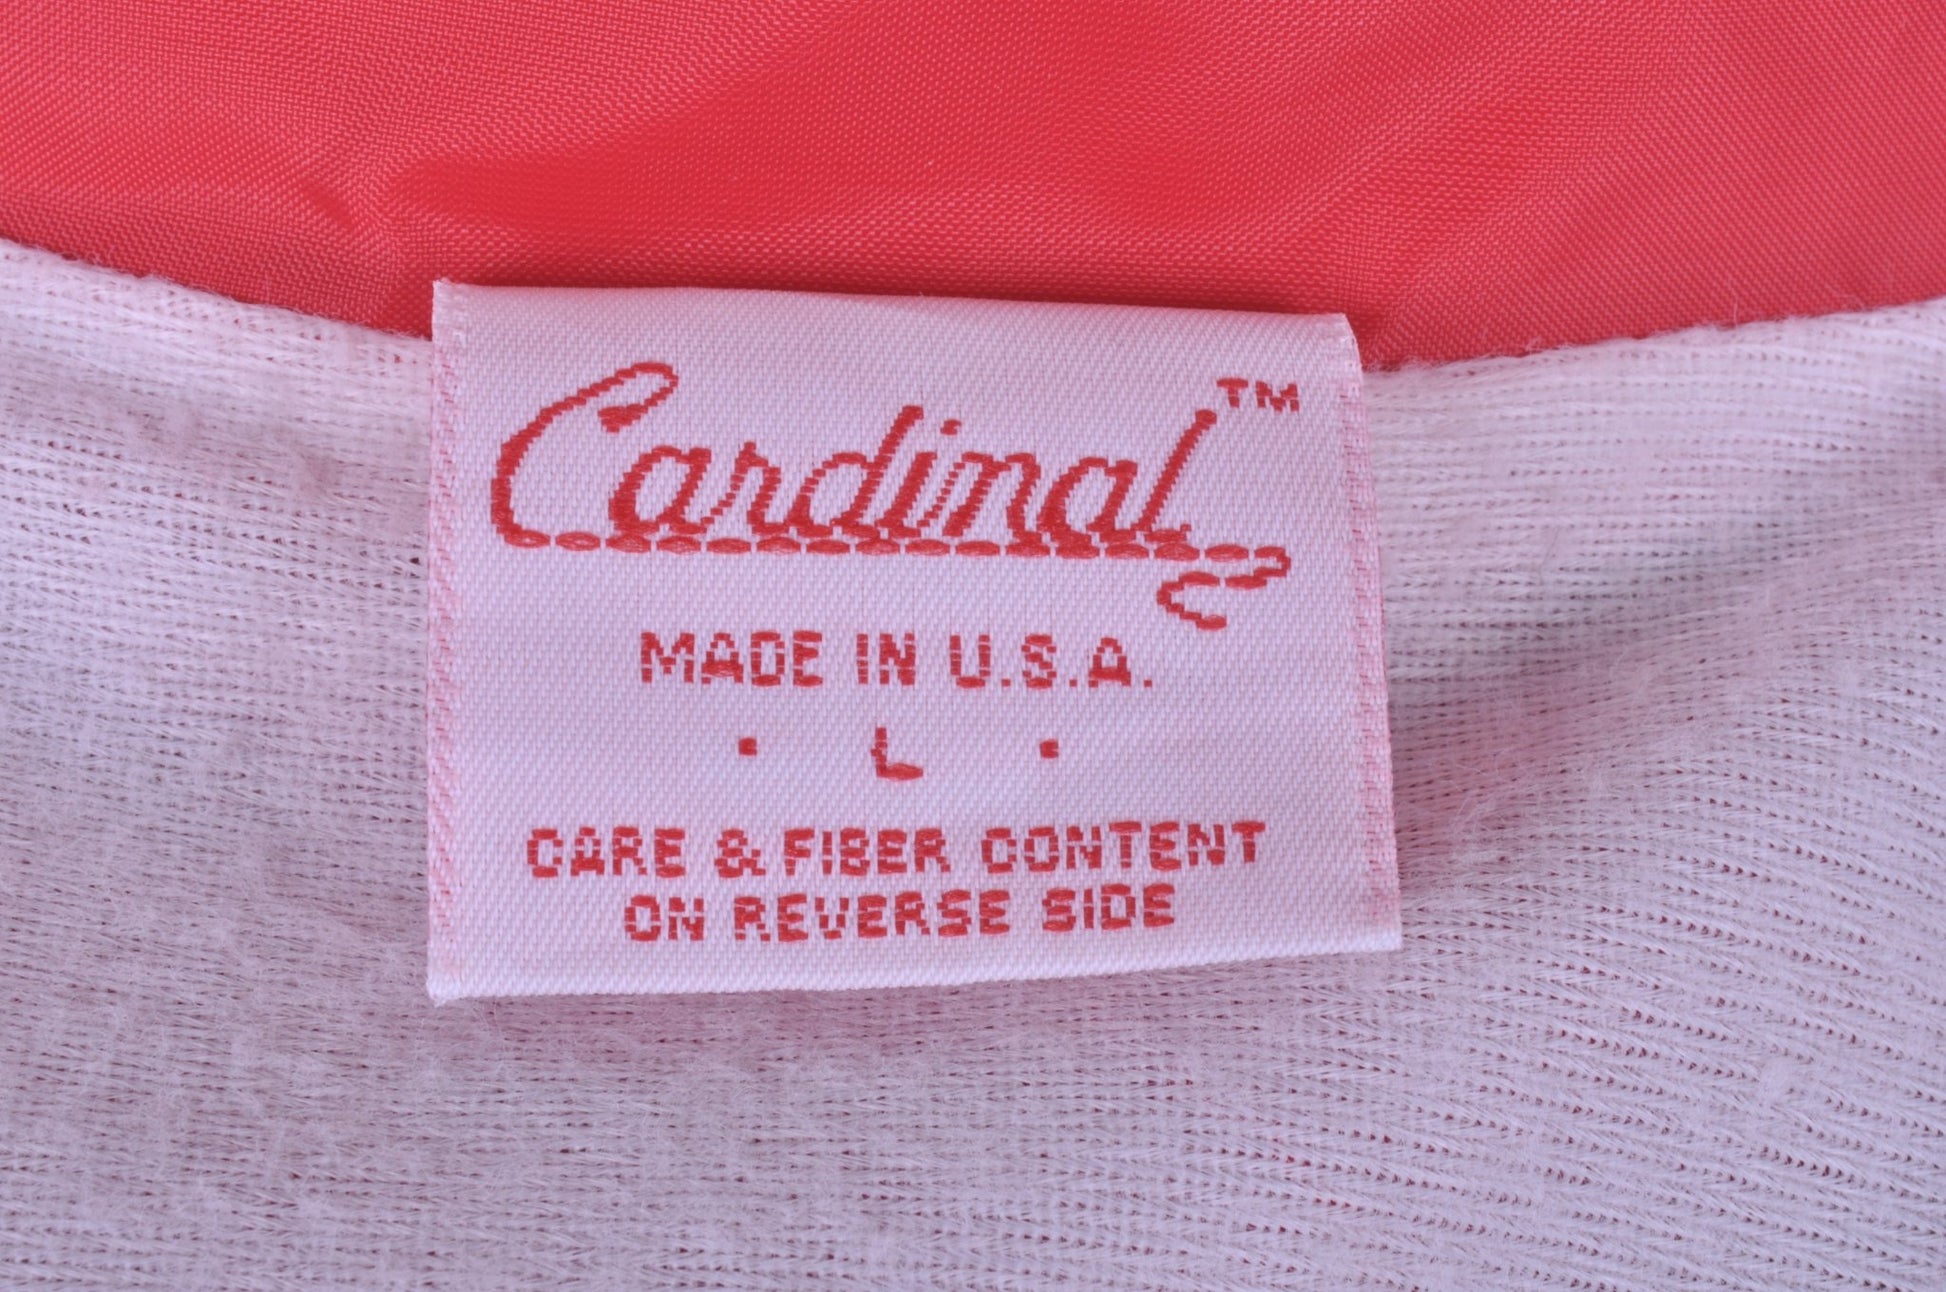 Cardinal™
MADE IN U.S.A.
· L ·
CARE & FIBER CONTENT
ON REVERSE SIDE